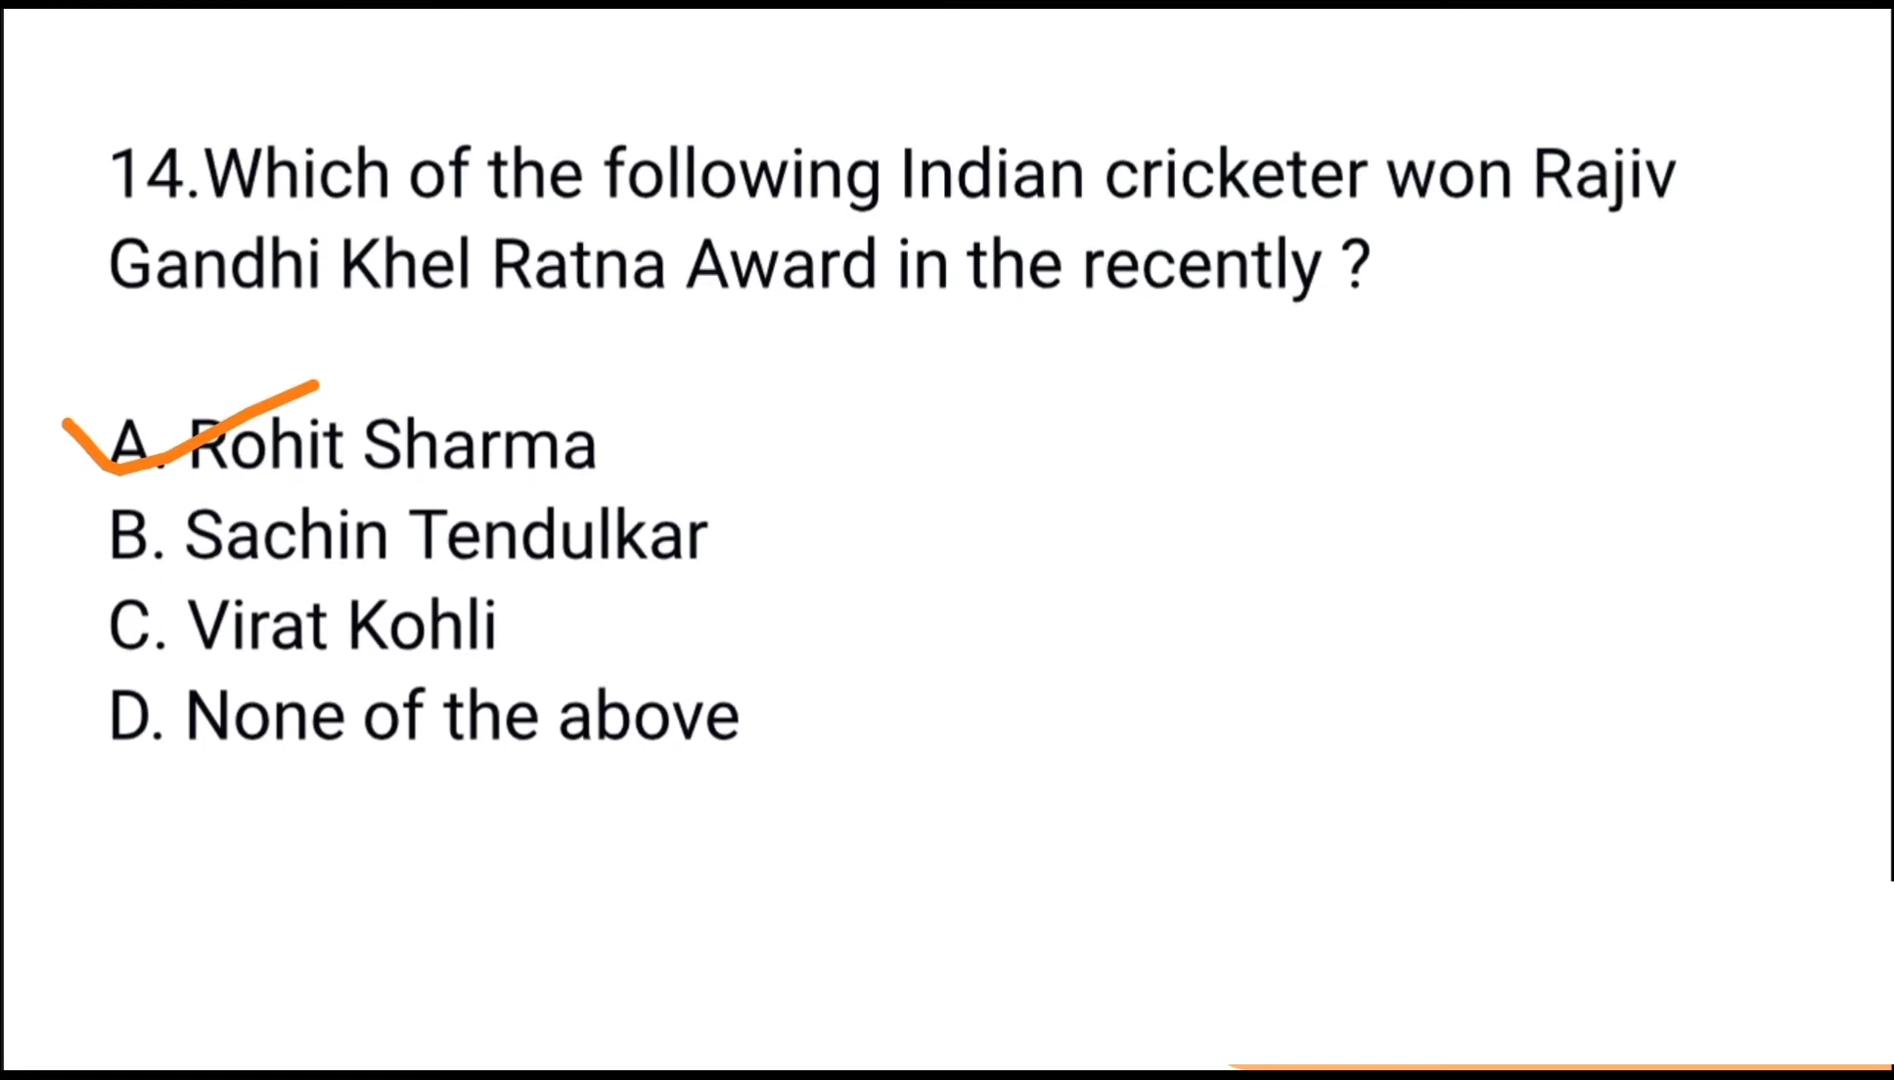 14.Which of the following Indian cricketer won Rajiv
Gandhi Khel Ratna Award in the recently ?
A. Rohit Sharma
B. Sachin Tendulkar
C. Virat Kohli
D. None of the above